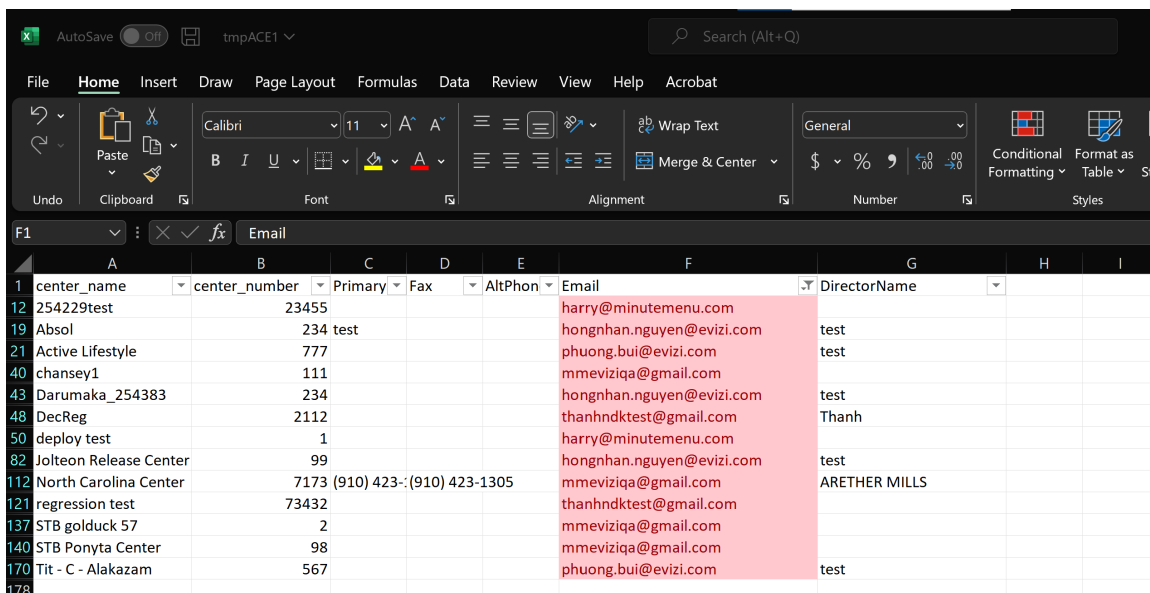 AutoSave Off tmpACE1 Search (Alt+Q)
File Home Insert Draw Page Layout Formulas Data Review View Help Acrobat
Calibri 11 A^ A˅ ab Wrap Text General
Paste B I U A Merge & Center $ % 9 .00 Conditional Formatting Format as Table
Undo Clipboard Font Alignment Number Styles
F1 fx Email
A B C D E F G H I
1 center_name center_number Primary Fax AltPhon Email DirectorName
12 254229test 23455 harry@minutemenu.com
19 Absol 234 test hongnhan.nguyen@evizi.com test
21 Active Lifestyle 777 phuong.bui@evizi.com test
40 chansey1 111 mmeviziqa@gmail.com
43 Darumaka_254383 234 hongnhan.nguyen@evizi.com test
48 DecReg 2112 thanhndktest@gmail.com Thanh
50 deploy test 1 harry@minutemenu.com
82 Jolteon Release Center 99 hongnhan.nguyen@evizi.com test
112 North Carolina Center 7173 (910) 423- (910) 423-1305 mmeviziqa@gmail.com ARETHER MILLS
121 regression test 73432 thanhndktest@gmail.com
137 STB golduck 57 2 mmeviziqa@gmail.com
140 STB Ponyta Center 98 mmeviziqa@gmail.com
170 Tit - C - Alakazam 567 phuong.bui@evizi.com test
178